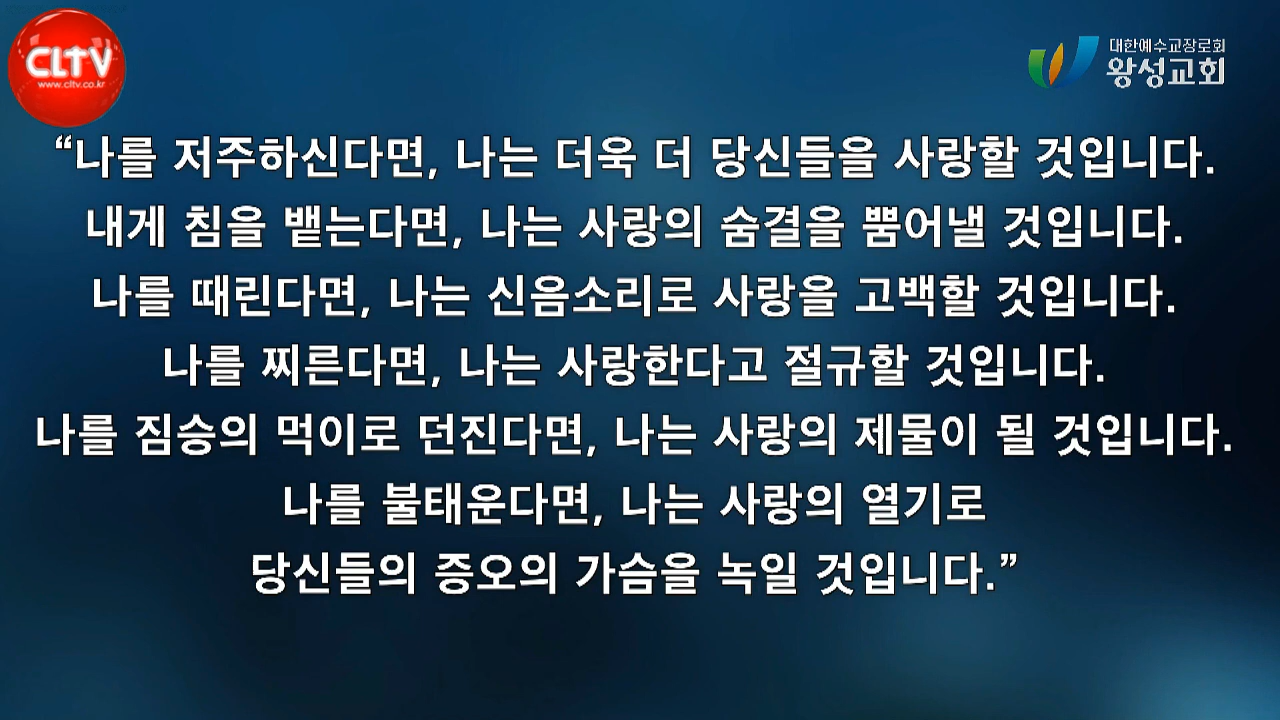 CLTV
www.cltv.co.kr
대한예수교장로회
왕성교회
“나를 저주하신다면, 나는 더욱 더 당신들을 사랑할 것입니다.
내게 침을 뱉는다면, 나는 사랑의 숨결을 뿜어낼 것입니다.
나를 때린다면, 나는 신음소리로 사랑을 고백할 것입니다.
나를 찌른다면, 나는 사랑한다고 절규할 것입니다.
나를 짐승의 먹이로 던진다면, 나는 사랑의 제물이 될 것입니다.
나를 불태운다면, 나는 사랑의 열기로
당신들의 증오의 가슴을 녹일 것입니다.”